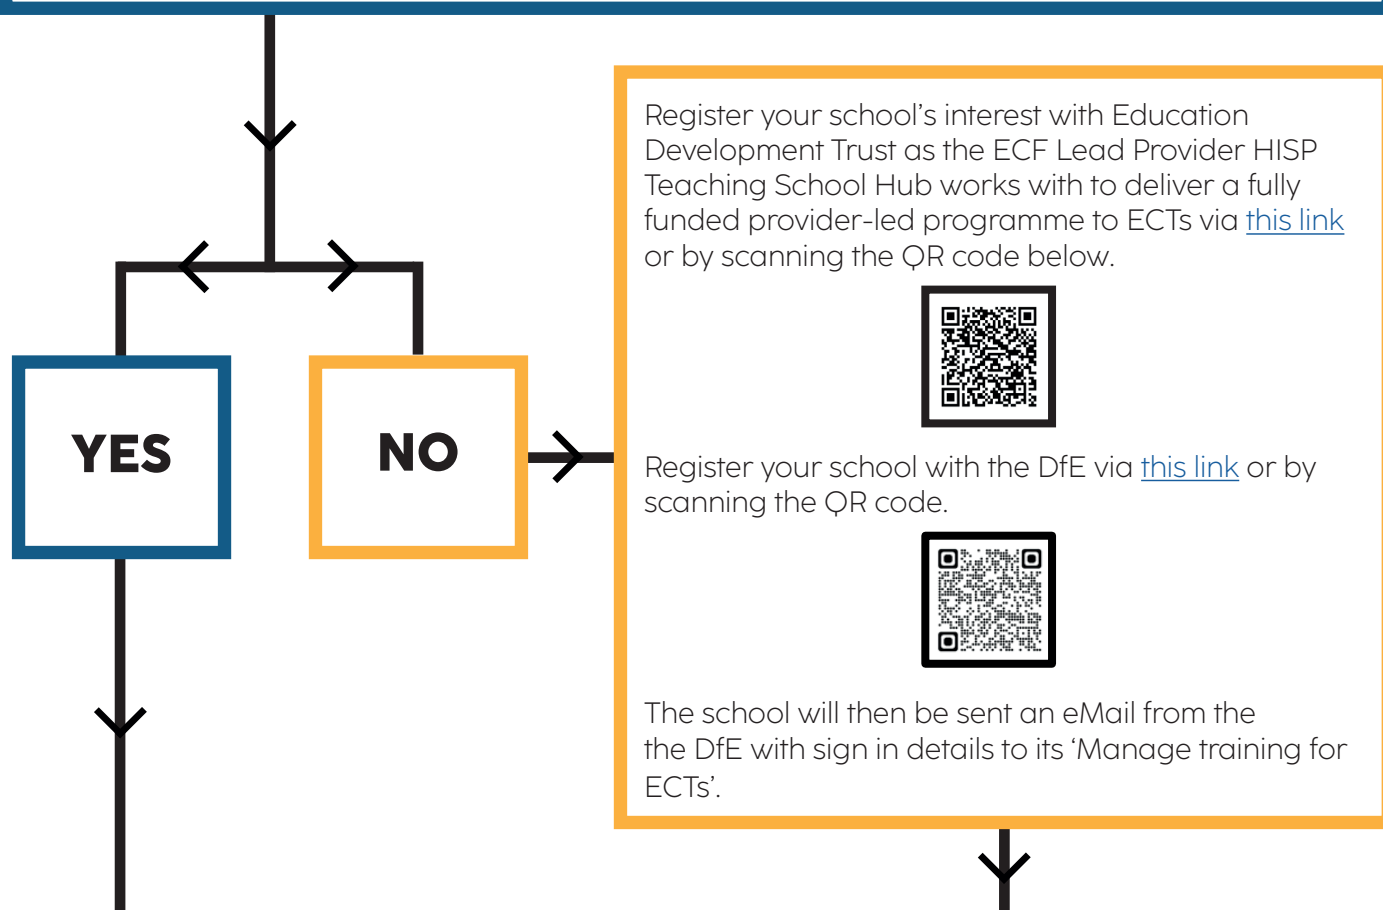 Register your school's interest with Education
Development Trust as the ECF Lead Provider HISP
Teaching School Hub works with to deliver a fully
funded provider-led programme to ECTs via this link
or by scanning the QR code below.
YES
NO
Register your school with the DfE via this link or by
scanning the QR code.
The school will then be sent an eMail from the
the DfE with sign in details to its ‘Manage training for
ECTs’.